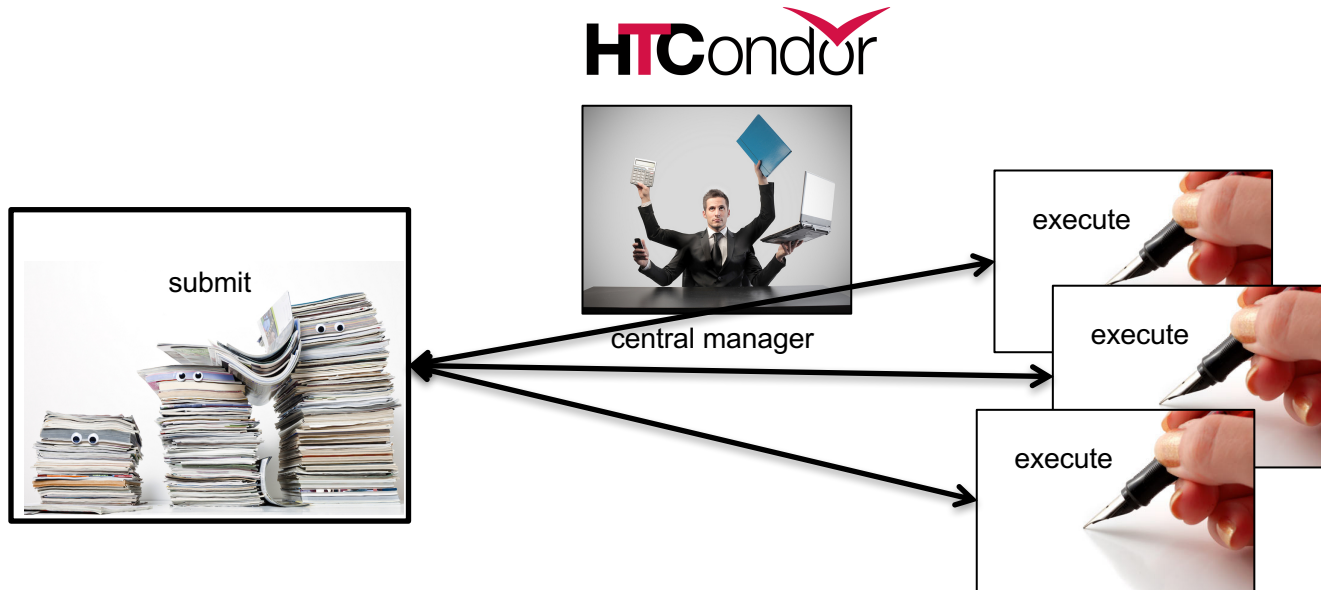 HTCondor
submit
central manager
execute
execute
execute